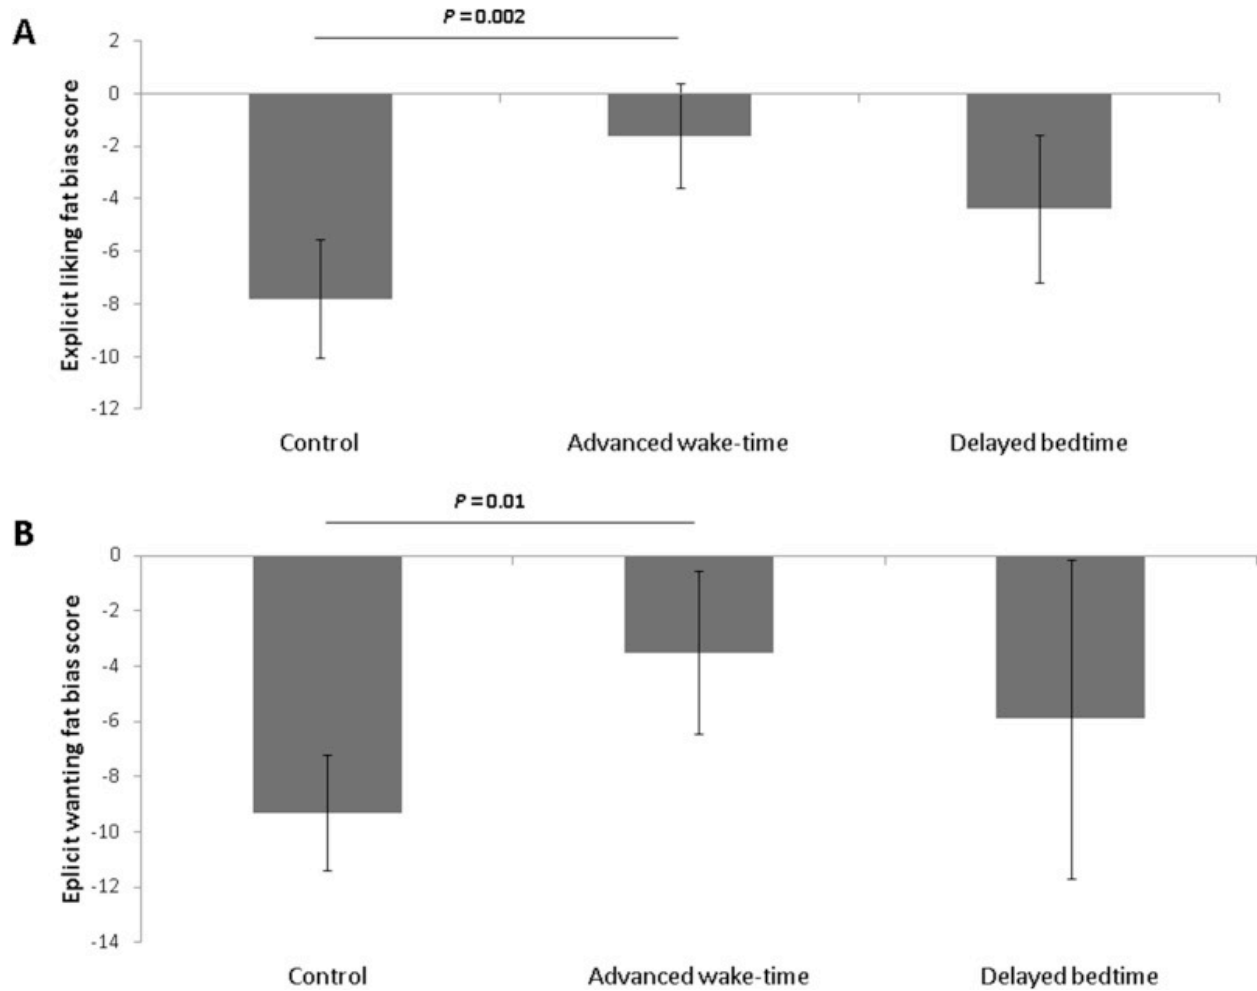 A
P = 0.002
Explicit liking fat bias score
2
0
-2
-4
-6
-8
-10
-12
Control Advanced wake-time Delayed bedtime
B
P = 0.01
Eplicit wanting fat bias score
0
-2
-4
-6
-8
-10
-12
-14
Control Advanced wake-time Delayed bedtime